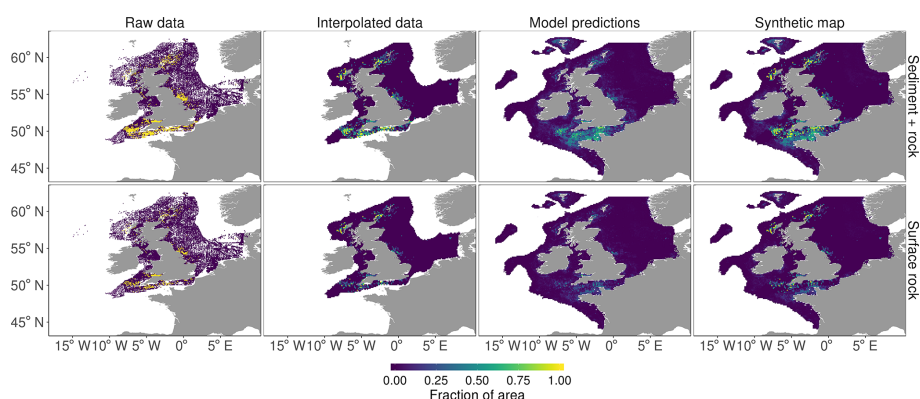 Raw data Interpolated data Model predictions Synthetic map
60° N
55° N
50° N
45° N
Sediment + rock
60° N
55° N
50° N
45° N
Surface rock
15° W10° W 5° W 0° 5° E 15° W10° W 5° W 0° 5° E 15° W10° W 5° W 0° 5° E 15° W10° W 5° W 0° 5° E
0.00 0.25 0.50 0.75 1.00
Fraction of area